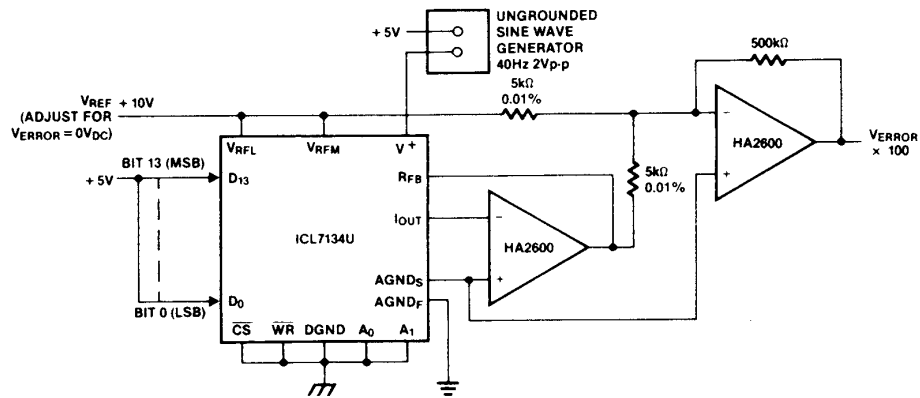 UNGROUNDED
SINE WAVE
GENERATOR
40Hz 2Vp-p
+ 5V
500kΩ
5kΩ
0.01%
VREF + 10V
(ADJUST FOR
VERROR = 0VDC)
VRFL VRFM V+
HA2600
VERROR
× 100
BIT 13 (MSB)
+ 5V
D13
RFB
5kΩ
0.01%
IOUT
ICL7134U
HA2600
AGNDS
AGNDF
D0
BIT 0 (LSB)
CS WR DGND A0 A1
- + - +